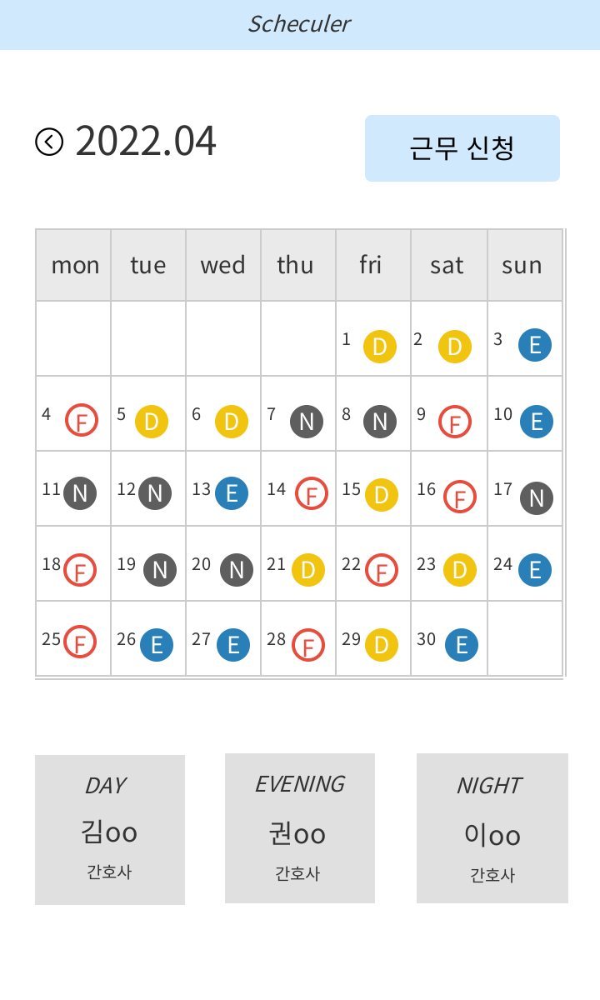 Scheculer
2022.04
근무 신청
mon tue wed thu fri sat sun
1 D 2 D 3 E
4 F 5 D 6 D 7 N 8 N 9 F 10 E
11 N 12 N 13 E 14 F 15 D 16 F 17 N
18 F 19 N 20 N 21 D 22 F 23 D 24 E
25 F 26 E 27 E 28 F 29 D 30 E
DAY
김oo
간호사
EVENING
권oo
간호사
NIGHT
이oo
간호사